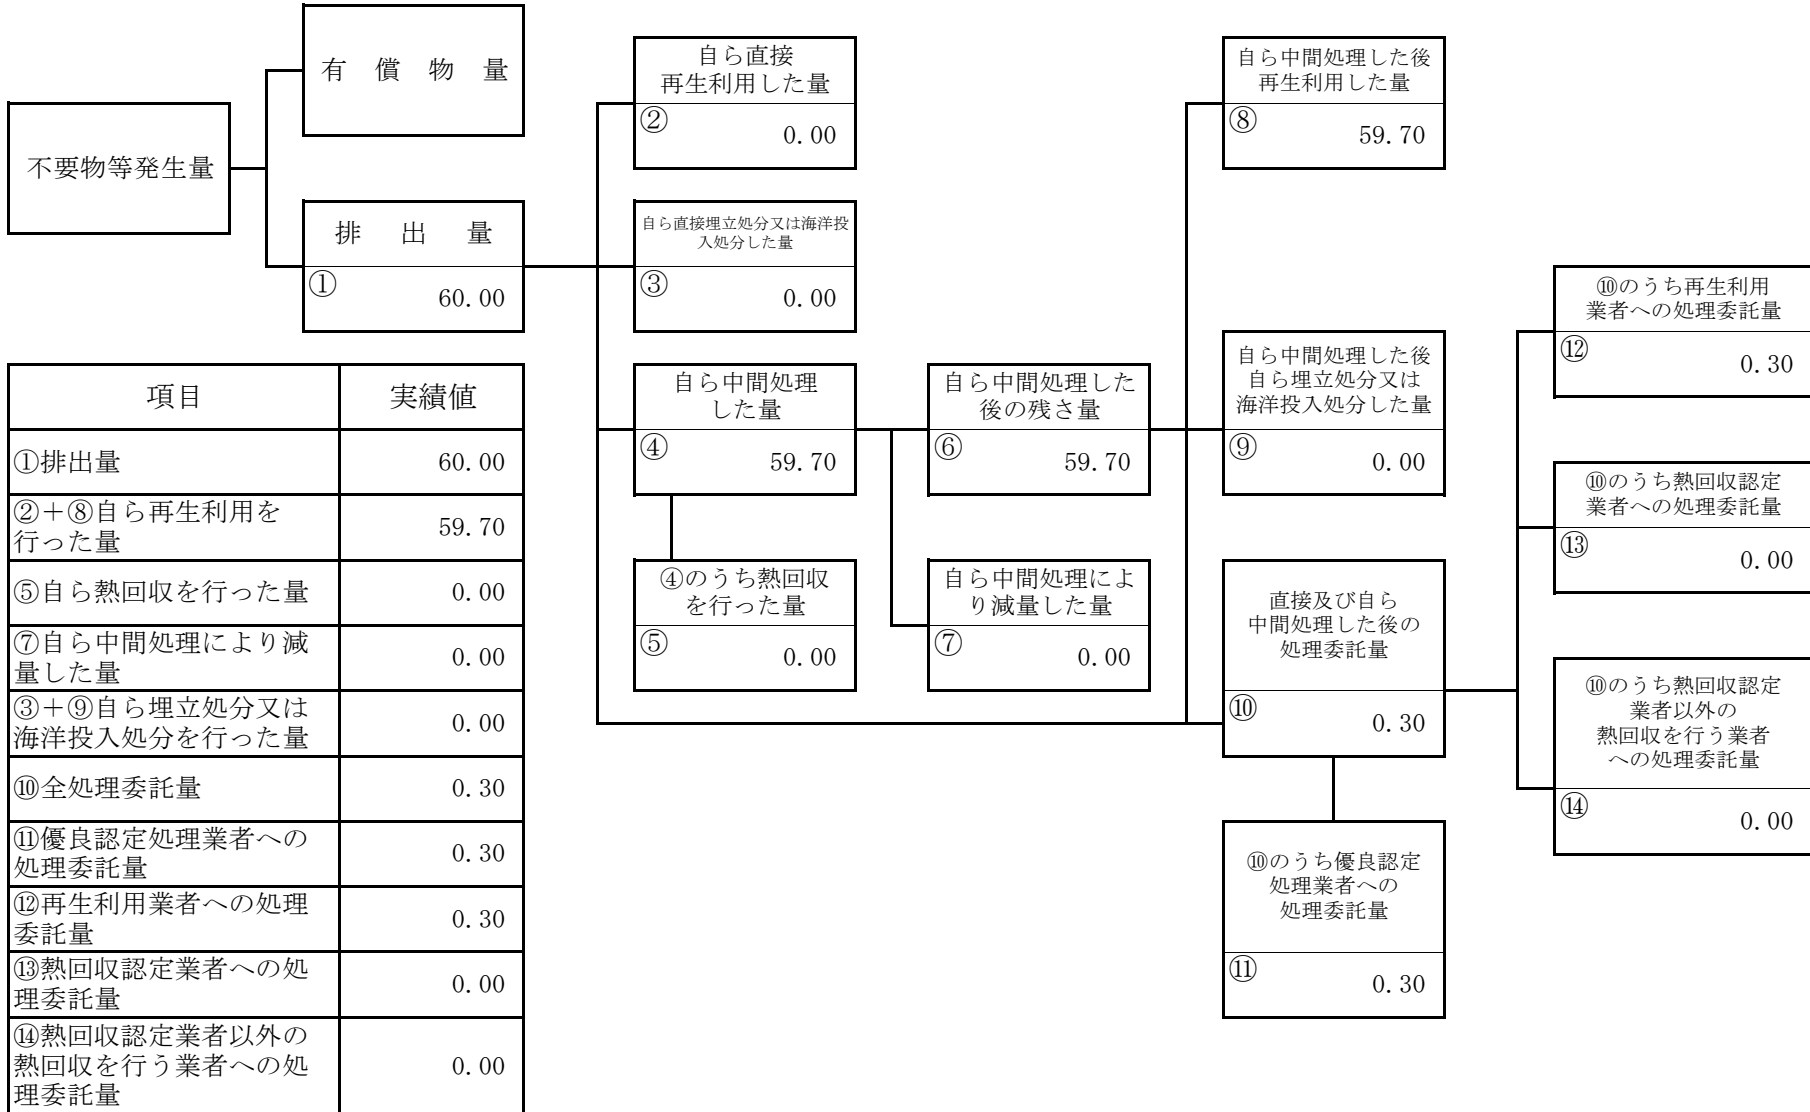 不要物等発生量
有 償 物 量
排 出 量
①
60.00
自ら直接
再生利用した量
②
0.00
自ら直接埋立処分又は海洋投
入処分した量
③
0.00
自ら中間処理
した量
④
59.70
④のうち熱回収
を行った量
⑤
0.00
自ら中間処理した
後の残さ量
⑥
59.70
自ら中間処理によ
り減量した量
⑦
0.00
自ら中間処理した後
再生利用した量
⑧
59.70
自ら中間処理した後
自ら埋立処分又は
海洋投入処分した量
⑨
0.00
直接及び自ら
中間処理した後の
処理委託量
⑩
0.30
⑩のうち優良認定
処理業者への
処理委託量
⑪
0.30
⑩のうち再生利用
業者への処理委託量
⑫
0.30
⑩のうち熱回収認定
業者への処理委託量
⑬
0.00
⑩のうち熱回収認定
業者以外の
熱回収を行う業者
への処理委託量
⑭
0.00
項目 実績値
①排出量 60.00
②＋⑧自ら再生利用を
行った量 59.70
⑤自ら熱回収を行った量 0.00
⑦自ら中間処理により減
量した量 0.00
③＋⑨自ら埋立処分又は
海洋投入処分を行った量 0.00
⑩全処理委託量 0.30
⑪優良認定処理業者への
処理委託量 0.30
⑫再生利用業者への処理
委託量 0.30
⑬熱回収認定業者への処
理委託量 0.00
⑭熱回収認定業者以外の
熱回収を行う業者への処
理委託量 0.00